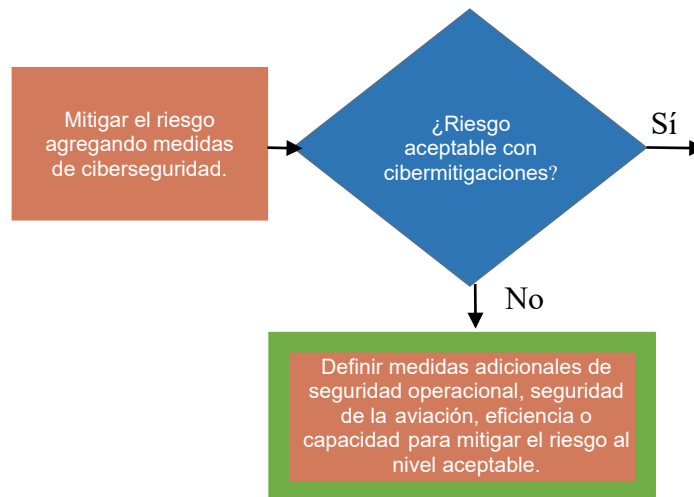 Mitigar el riesgo
agregando medidas
de ciberseguridad.
¿Riesgo
aceptable con
cibermitigaciones?
Sí
No
Definir medidas adicionales de
seguridad operacional, seguridad
de la aviación, eficiencia o
capacidad para mitigar el riesgo al
nivel aceptable.